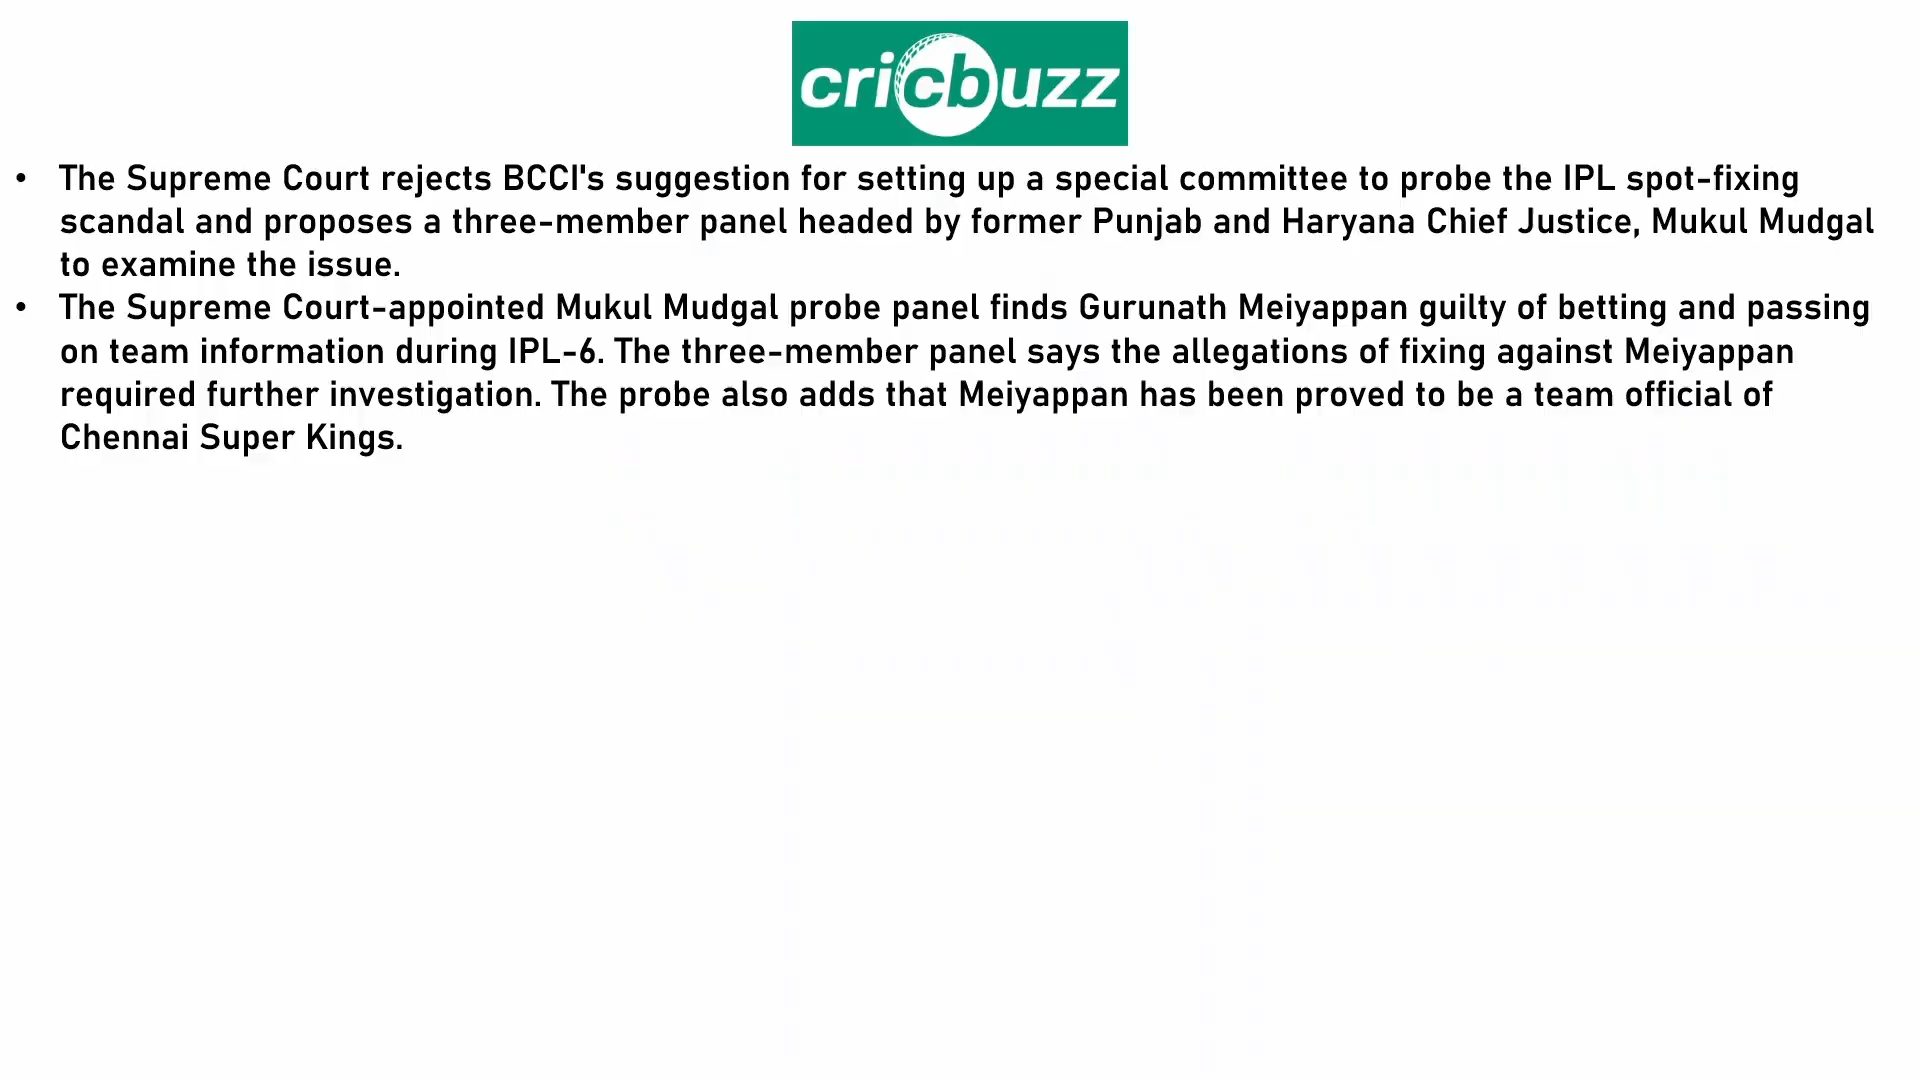 cricbuzz
• The Supreme Court rejects BCCI's suggestion for setting up a special committee to probe the IPL spot-fixing
scandal and proposes a three-member panel headed by former Punjab and Haryana Chief Justice, Mukul Mudgal
to examine the issue.
• The Supreme Court-appointed Mukul Mudgal probe panel finds Gurunath Meiyappan guilty of betting and passing
on team information during IPL-6. The three-member panel says the allegations of fixing against Meiyappan
required further investigation. The probe also adds that Meiyappan has been proved to be a team official of
Chennai Super Kings.